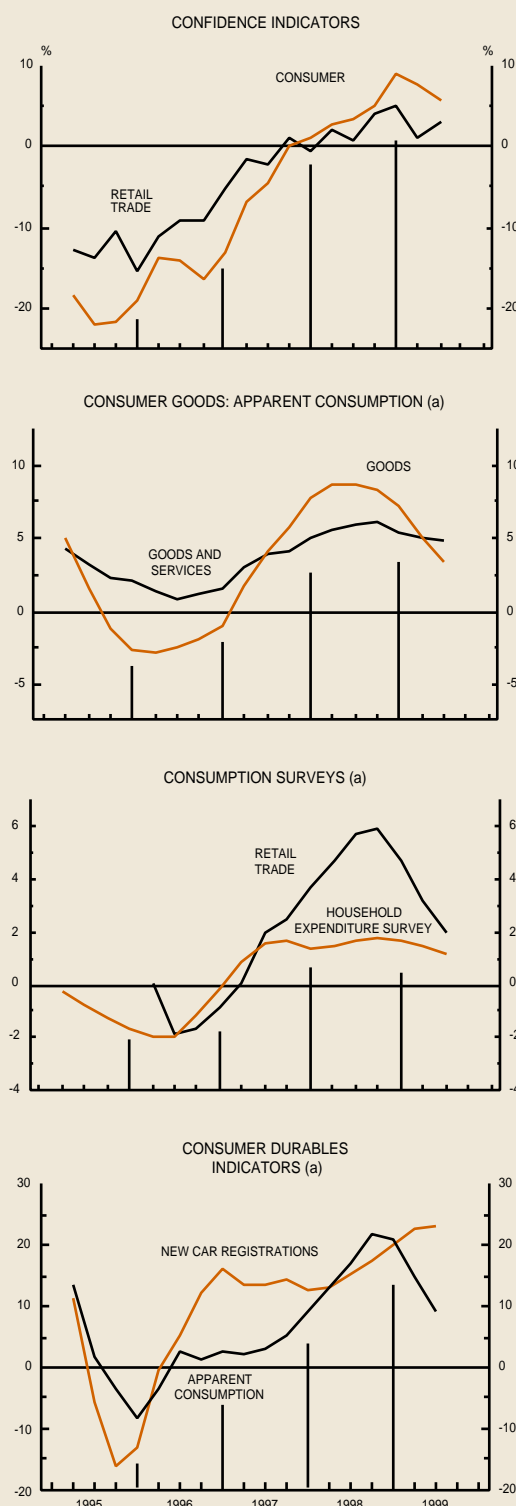 CONFIDENCE INDICATORS
% %
10 10
CONSUMER
0 0
RETAIL
TRADE
-10 -10
-20 -20
CONSUMER GOODS: APPARENT CONSUMPTION (a)
10 10
GOODS
5 5
GOODS AND
SERVICES
0 0
-5 -5
CONSUMPTION SURVEYS (a)
6 6
RETAIL
TRADE
4 4
HOUSEHOLD
EXPENDITURE SURVEY
2 2
0 0
-2 -2
-4 -4
CONSUMER DURABLES
INDICATORS (a)
30 30
NEW CAR REGISTRATIONS
20 20
10 10
0 0
APPARENT
CONSUMPTION
-10 -10
-20 -20
1995 1996 1997 1998 1999